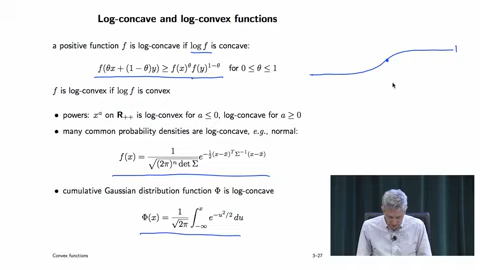 Log-concave and log-convex functions
a positive function f is log-concave if log f is concave:
f(θx + (1 − θ)y) ≥ f(x)^θ f(y)^{1−θ} for 0 ≤ θ ≤ 1
f is log-convex if log f is convex
• powers: x^a on R₊₊ is log-convex for a ≤ 0, log-concave for a ≥ 0
• many common probability densities are log-concave, e.g., normal:
f(x) = 1/√((2π)^n det Σ) e^{−½(x−x̄)^T Σ^{−1}(x−x̄)}
• cumulative Gaussian distribution function Φ is log-concave
Φ(x) = 1/√(2π) ∫_{−∞}^{x} e^{−u²/2} du
1
Convex functions 3–27